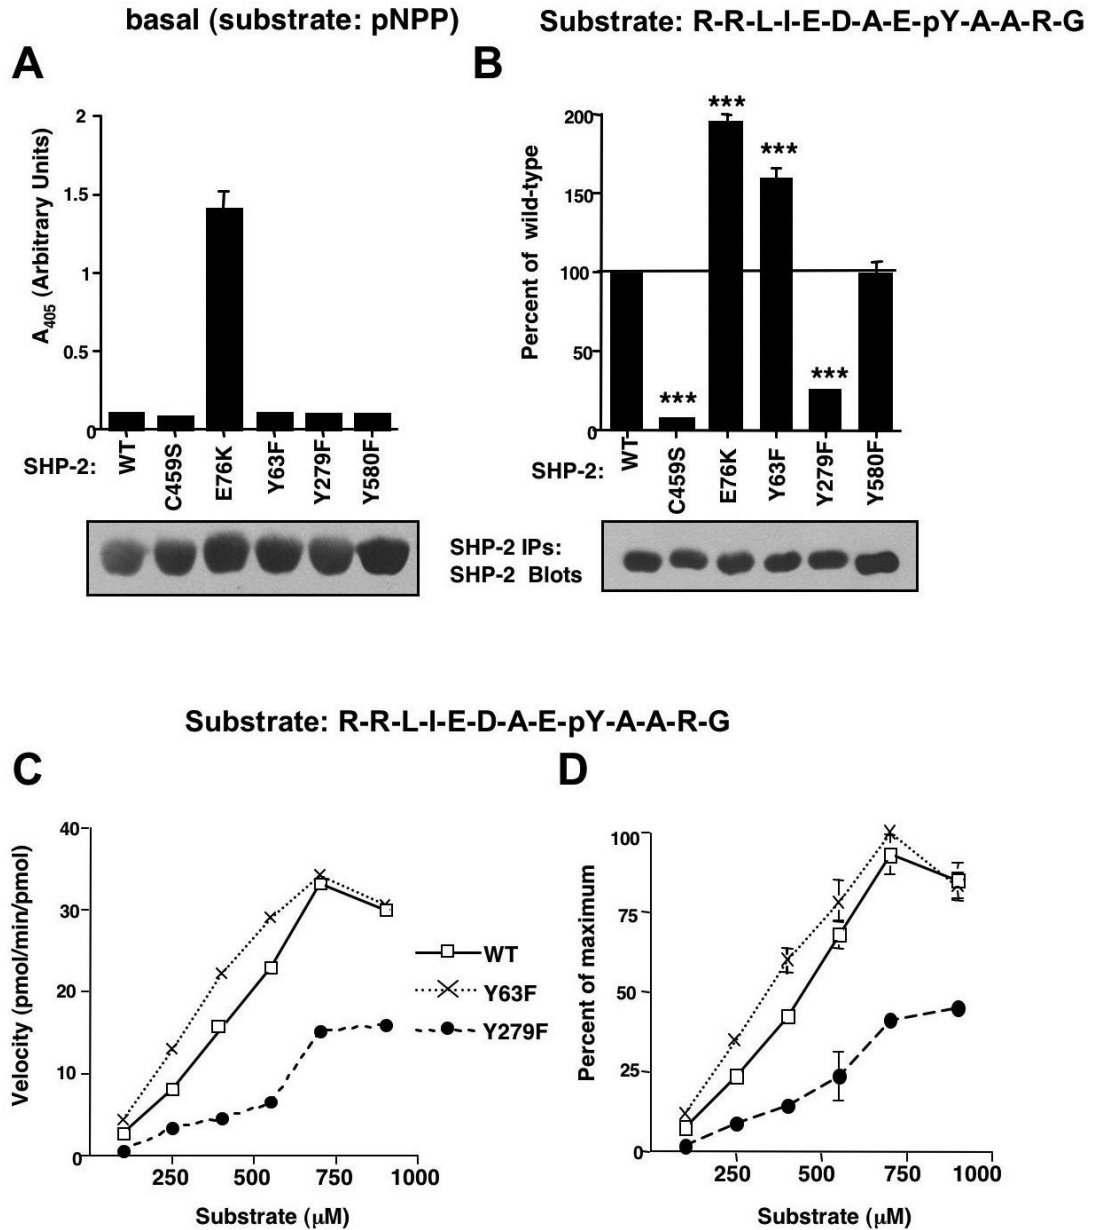 basal (substrate: pNPP)
Substrate: R-R-L-I-E-D-A-E-pY-A-A-R-G
A
B
A405 (Arbitrary Units)
2
1.5
1
0.5
0
SHP-2:
WT
C459S
E76K
Y63F
Y279F
Y580F
Percent of wild-type
200
150
100
50
0
***
***
***
***
SHP-2:
WT
C459S
E76K
Y63F
Y279F
Y580F
SHP-2 IPs:
SHP-2 Blots
Substrate: R-R-L-I-E-D-A-E-pY-A-A-R-G
C
D
Velocity (pmol/min/pmol)
40
30
20
10
0
250
500
750
1000
Substrate (μM)
WT
Y63F
Y279F
Percent of maximum
100
75
50
25
0
250
500
750
1000
Substrate (μM)